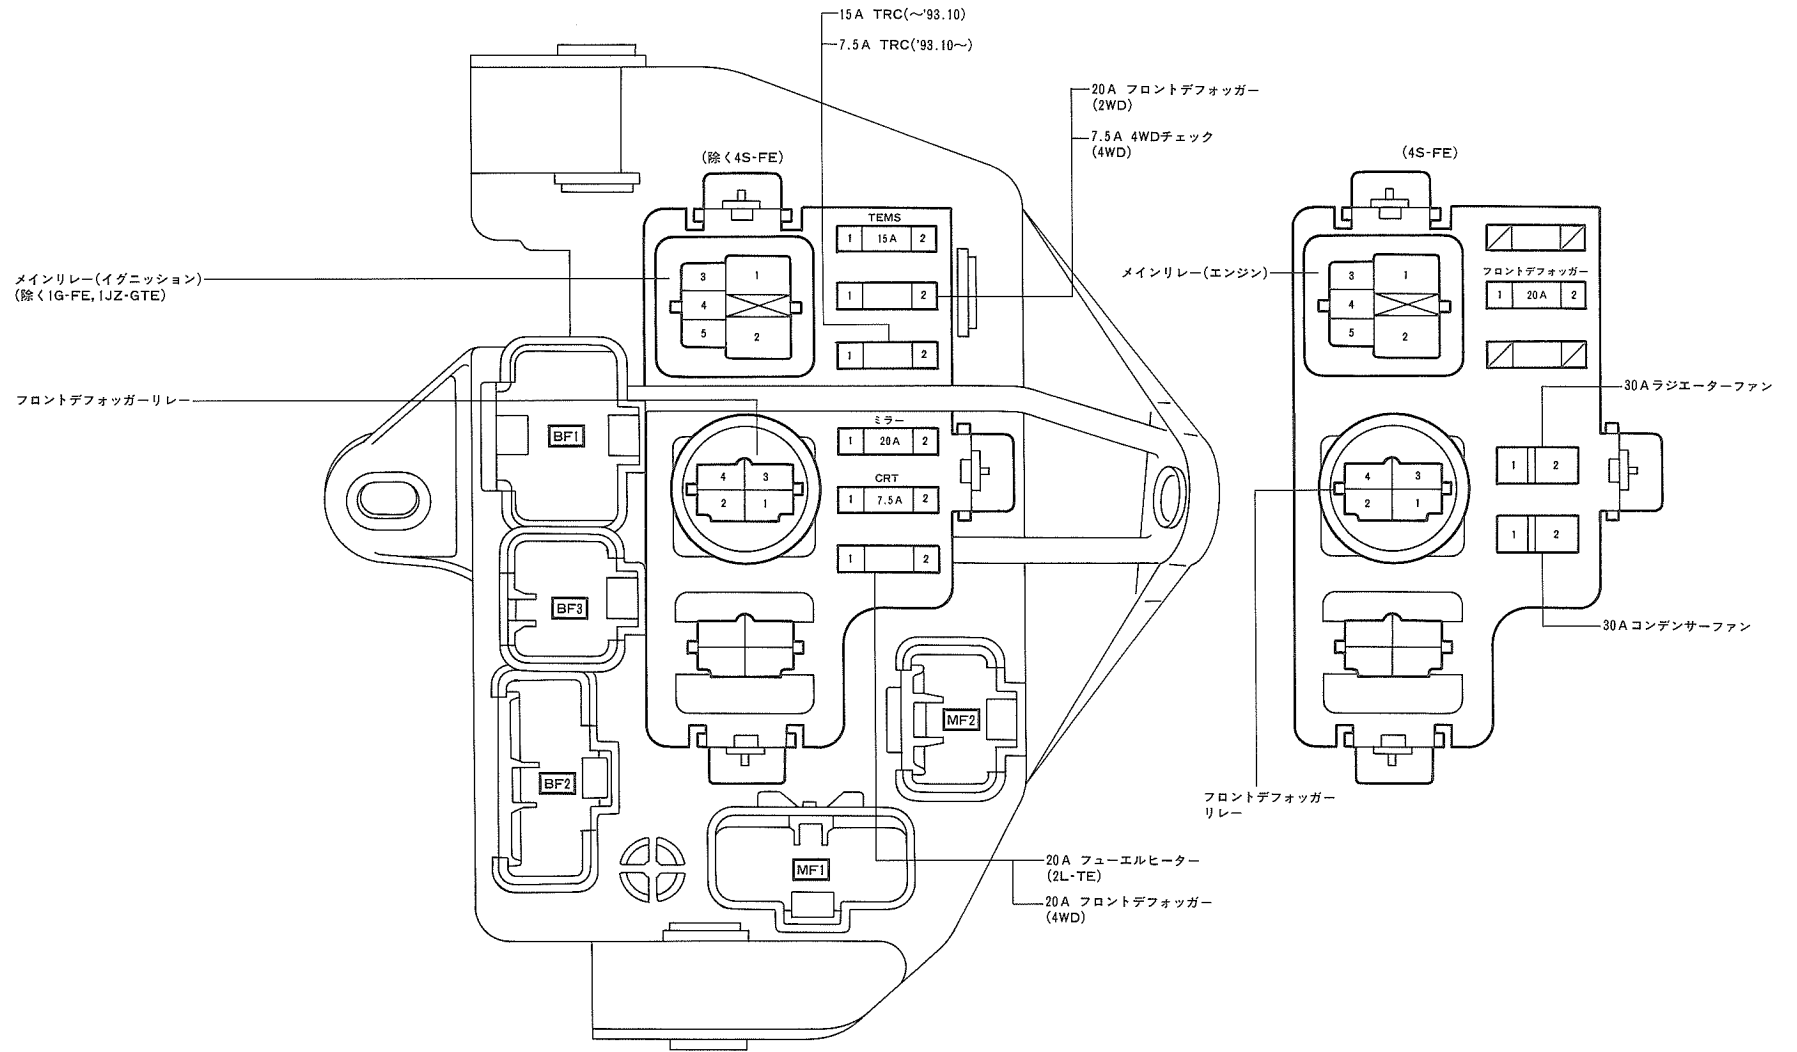 15A TRC(〜'93.10)
7.5A TRC('93.10〜)
20A フロントデフォッガー
(2WD)
7.5A 4WDチェック
(4WD)
(除く4S-FE)
(4S-FE)
TEMS
1 15A 2
メインリレー(イグニッション)
(除く1G-FE, 1JZ-GTE)
3 1
4
5 2
1 2
1 2
メインリレー(エンジン)
3 1
4
5 2
フロントデフォッガー
1 20A 2
フロントデフォッガーリレー
30Aラジエーターファン
BF1
ミラー
1 20A 2
CRT
1 7.5A 2
4 3
2 1
1 2
4 3
2 1
1 2
1 2
BF3
30Aコンデンサーファン
MF2
BF2
フロントデフォッガー
リレー
MF1
20A フューエルヒーター
(2L-TE)
20A フロントデフォッガー
(4WD)